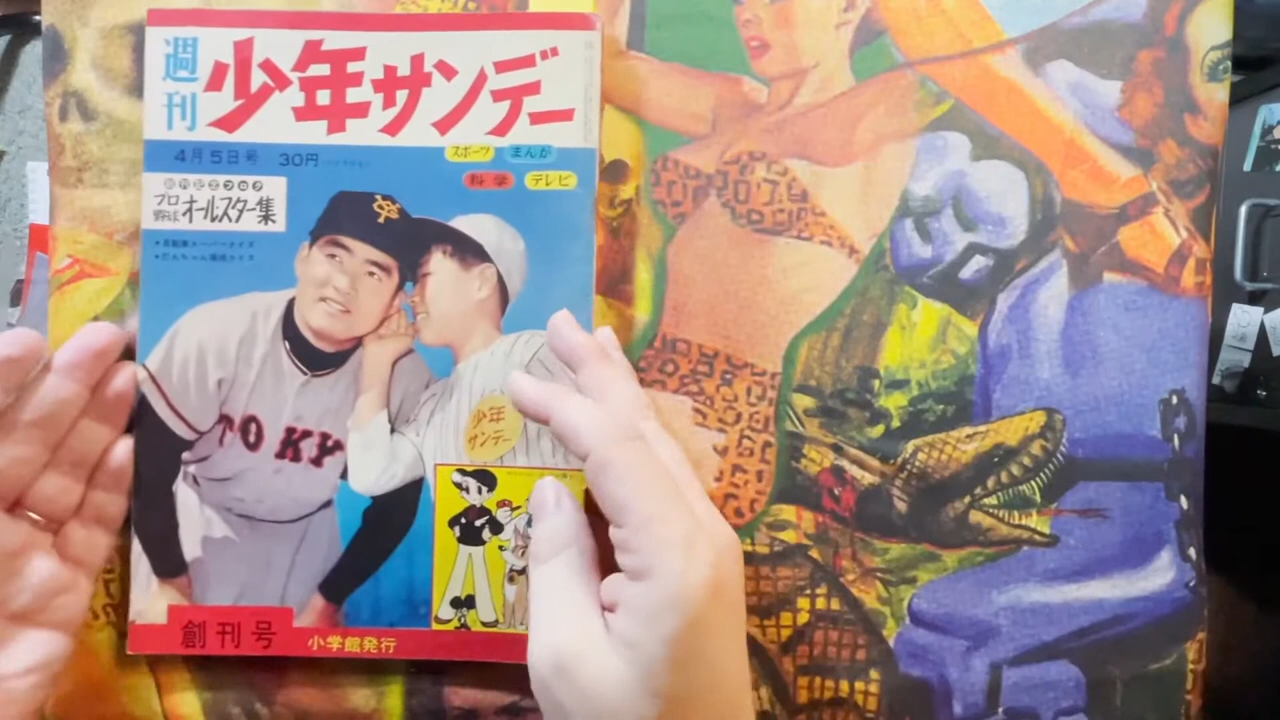 週刊
少年サンデー
4月5日号 30円
スポーツ
まんが
科学
テレビ
プロ野球オールスター集
TOKY
少年
サンデー
創刊号
小学館発行